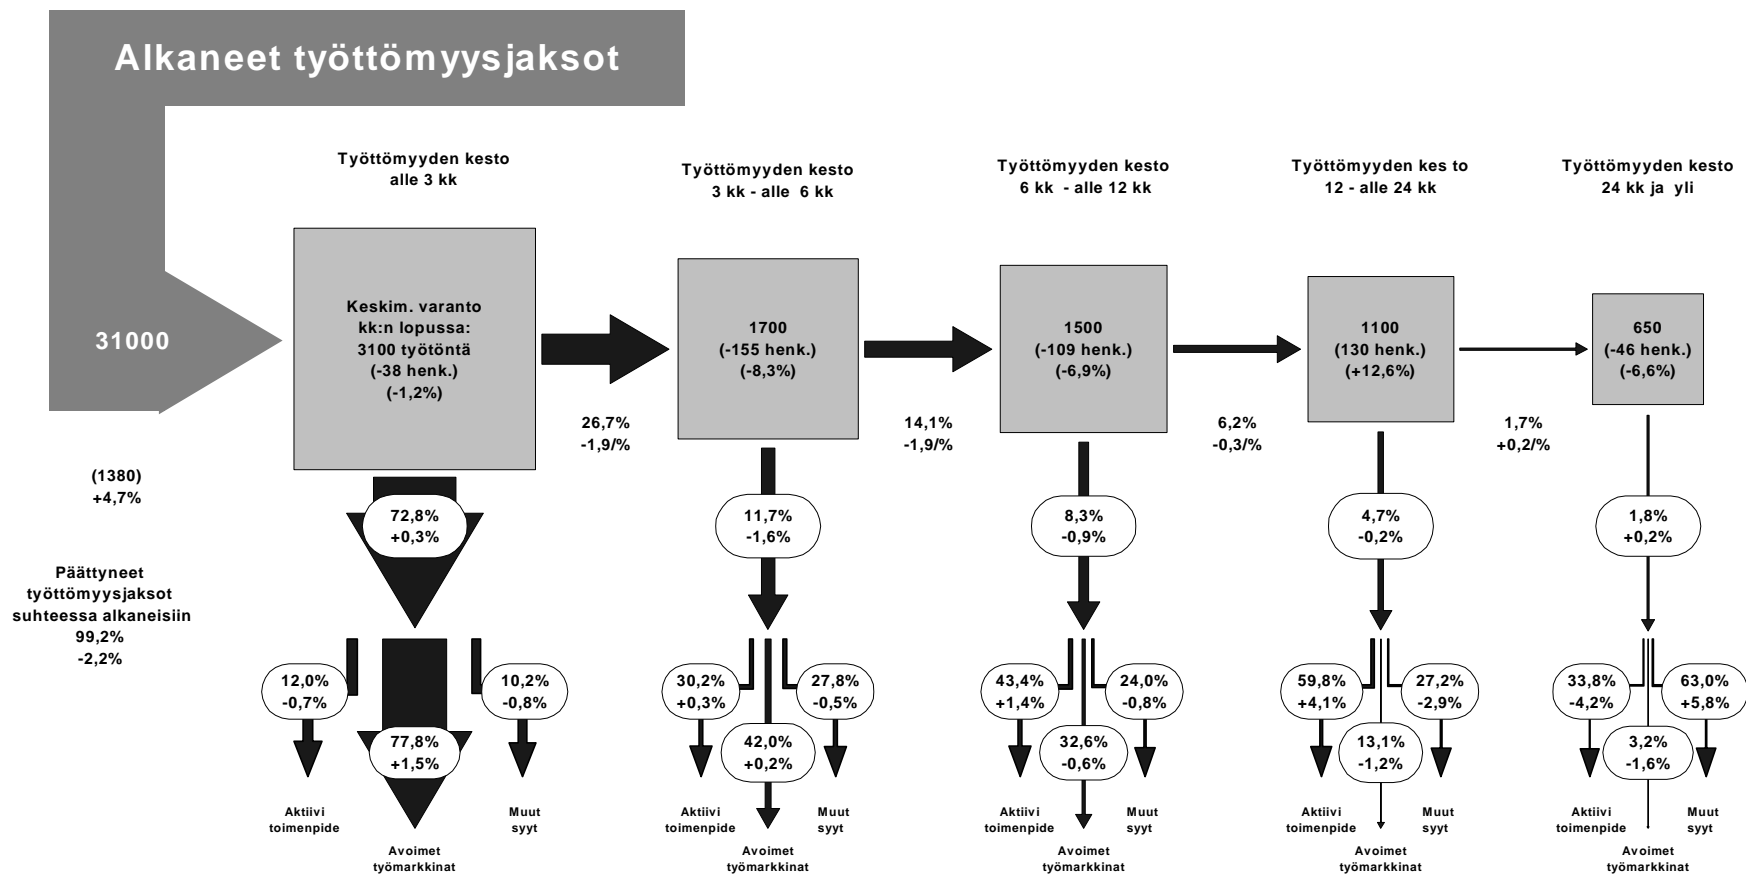 Alkaneet työttömyysjaksot
31000
(1380)
+4,7%
Päättyneet
työttömyysjaksot
suhteessa alkaneisiin
99,2%
-2,2%
Työttömyyden kesto
alle 3 kk
Keskim. varanto
kk:n lopussa:
3100 työtöntä
(-38 henk.)
(-1,2%)
72,8%
+0,3%
12,0%
-0,7%
77,8%
+1,5%
10,2%
-0,8%
Aktiivi
toimenpide
Avoimet
työmarkkinat
Muut
syyt
26,7%
-1,9/%
Työttömyyden kesto
3 kk - alle 6 kk
1700
(-155 henk.)
(-8,3%)
11,7%
-1,6%
30,2%
+0,3%
42,0%
+0,2%
27,8%
-0,5%
Aktiivi
toimenpide
Avoimet
työmarkkinat
Muut
syyt
14,1%
-1,9/%
Työttömyyden kesto
6 kk - alle 12 kk
1500
(-109 henk.)
(-6,9%)
8,3%
-0,9%
43,4%
+1,4%
32,6%
-0,6%
24,0%
-0,8%
Aktiivi
toimenpide
Avoimet
työmarkkinat
Muut
syyt
6,2%
-0,3/%
Työttömyyden kes to
12 - alle 24 kk
1100
(130 henk.)
(+12,6%)
4,7%
-0,2%
59,8%
+4,1%
13,1%
-1,2%
27,2%
-2,9%
Aktiivi
toimenpide
Avoimet
työmarkkinat
Muut
syyt
1,7%
+0,2/%
Työttömyyden kesto
24 kk ja yli
650
(-46 henk.)
(-6,6%)
1,8%
+0,2%
33,8%
-4,2%
3,2%
-1,6%
63,0%
+5,8%
Aktiivi
toimenpide
Avoimet
työmarkkinat
Muut
syyt